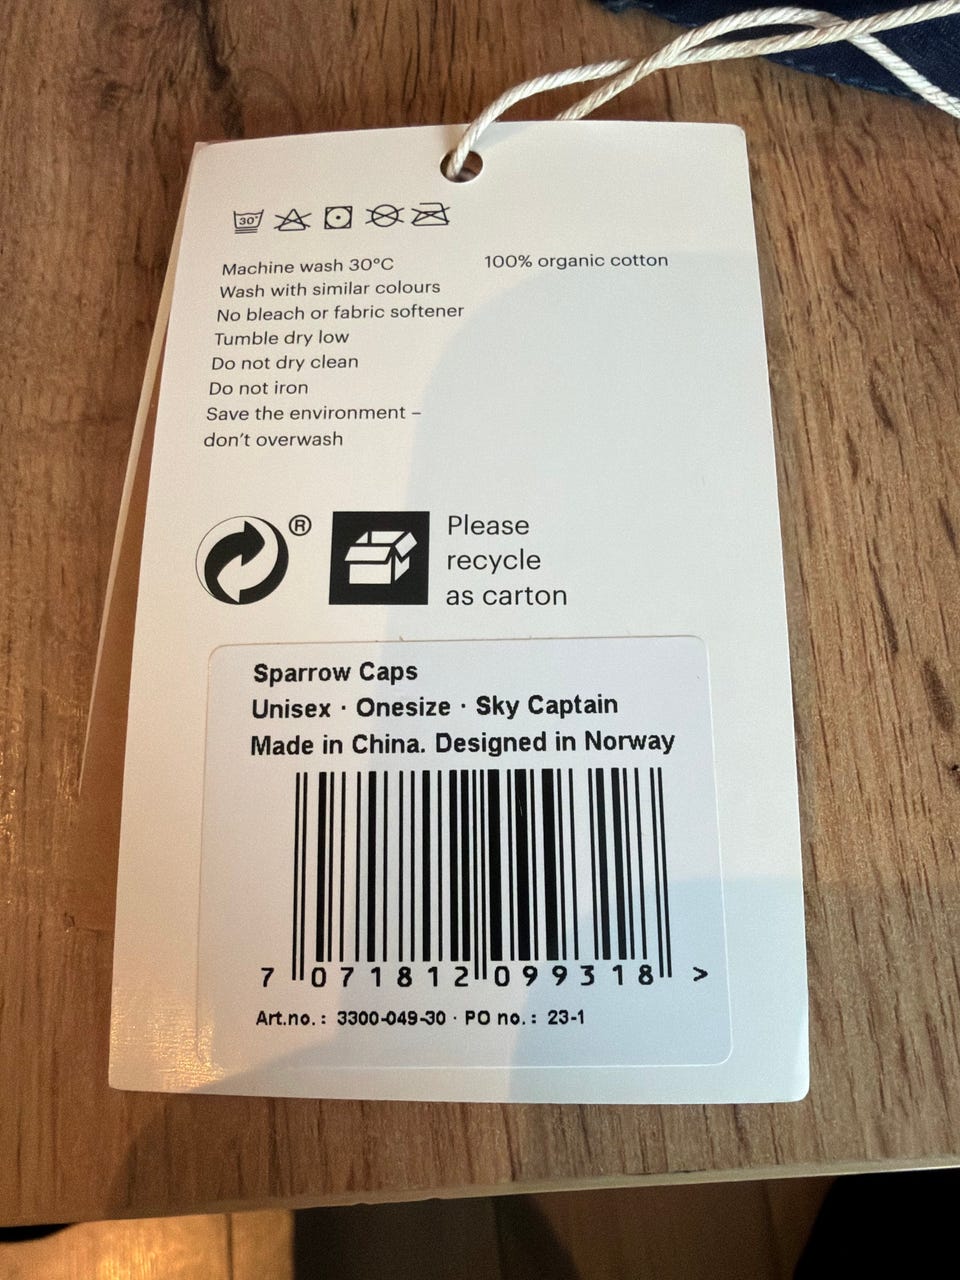 30°
Machine wash 30°C
Wash with similar colours
No bleach or fabric softener
Tumble dry low
Do not dry clean
Do not iron
Save the environment –
don't overwash
100% organic cotton
®
Please
recycle
as carton
Sparrow Caps
Unisex · Onesize · Sky Captain
Made in China. Designed in Norway
7 071812 099318 >
Art.no.: 3300-049-30 · PO no.: 23-1